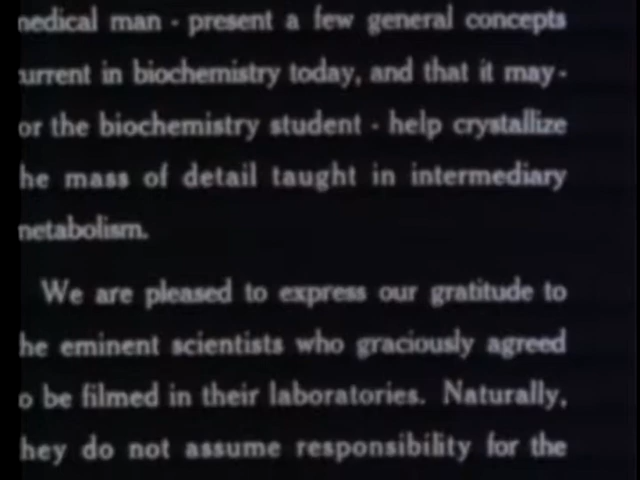 nedical man - present a few general concepts
urrent in biochemistry today, and that it may -
or the biochemistry student - help crystallize
he mass of detail taught in intermediary
netabolism.
We are pleased to express our gratitude to
he eminent scientists who graciously agreed
o be filmed in their laboratories. Naturally,
hey do not assume responsibility for the